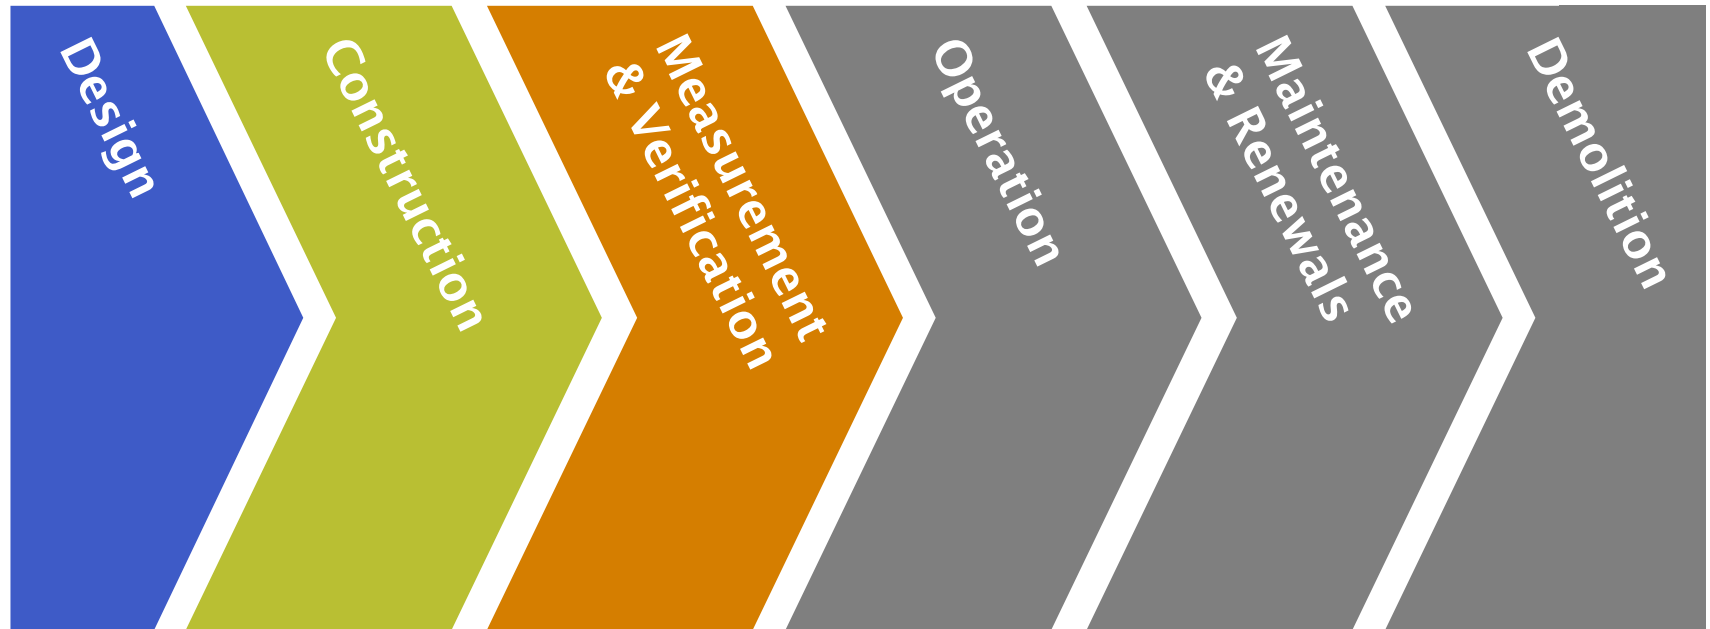 Design
Construction
Measurement
& Verification
Operation
Maintenance
& Renewals
Demolition